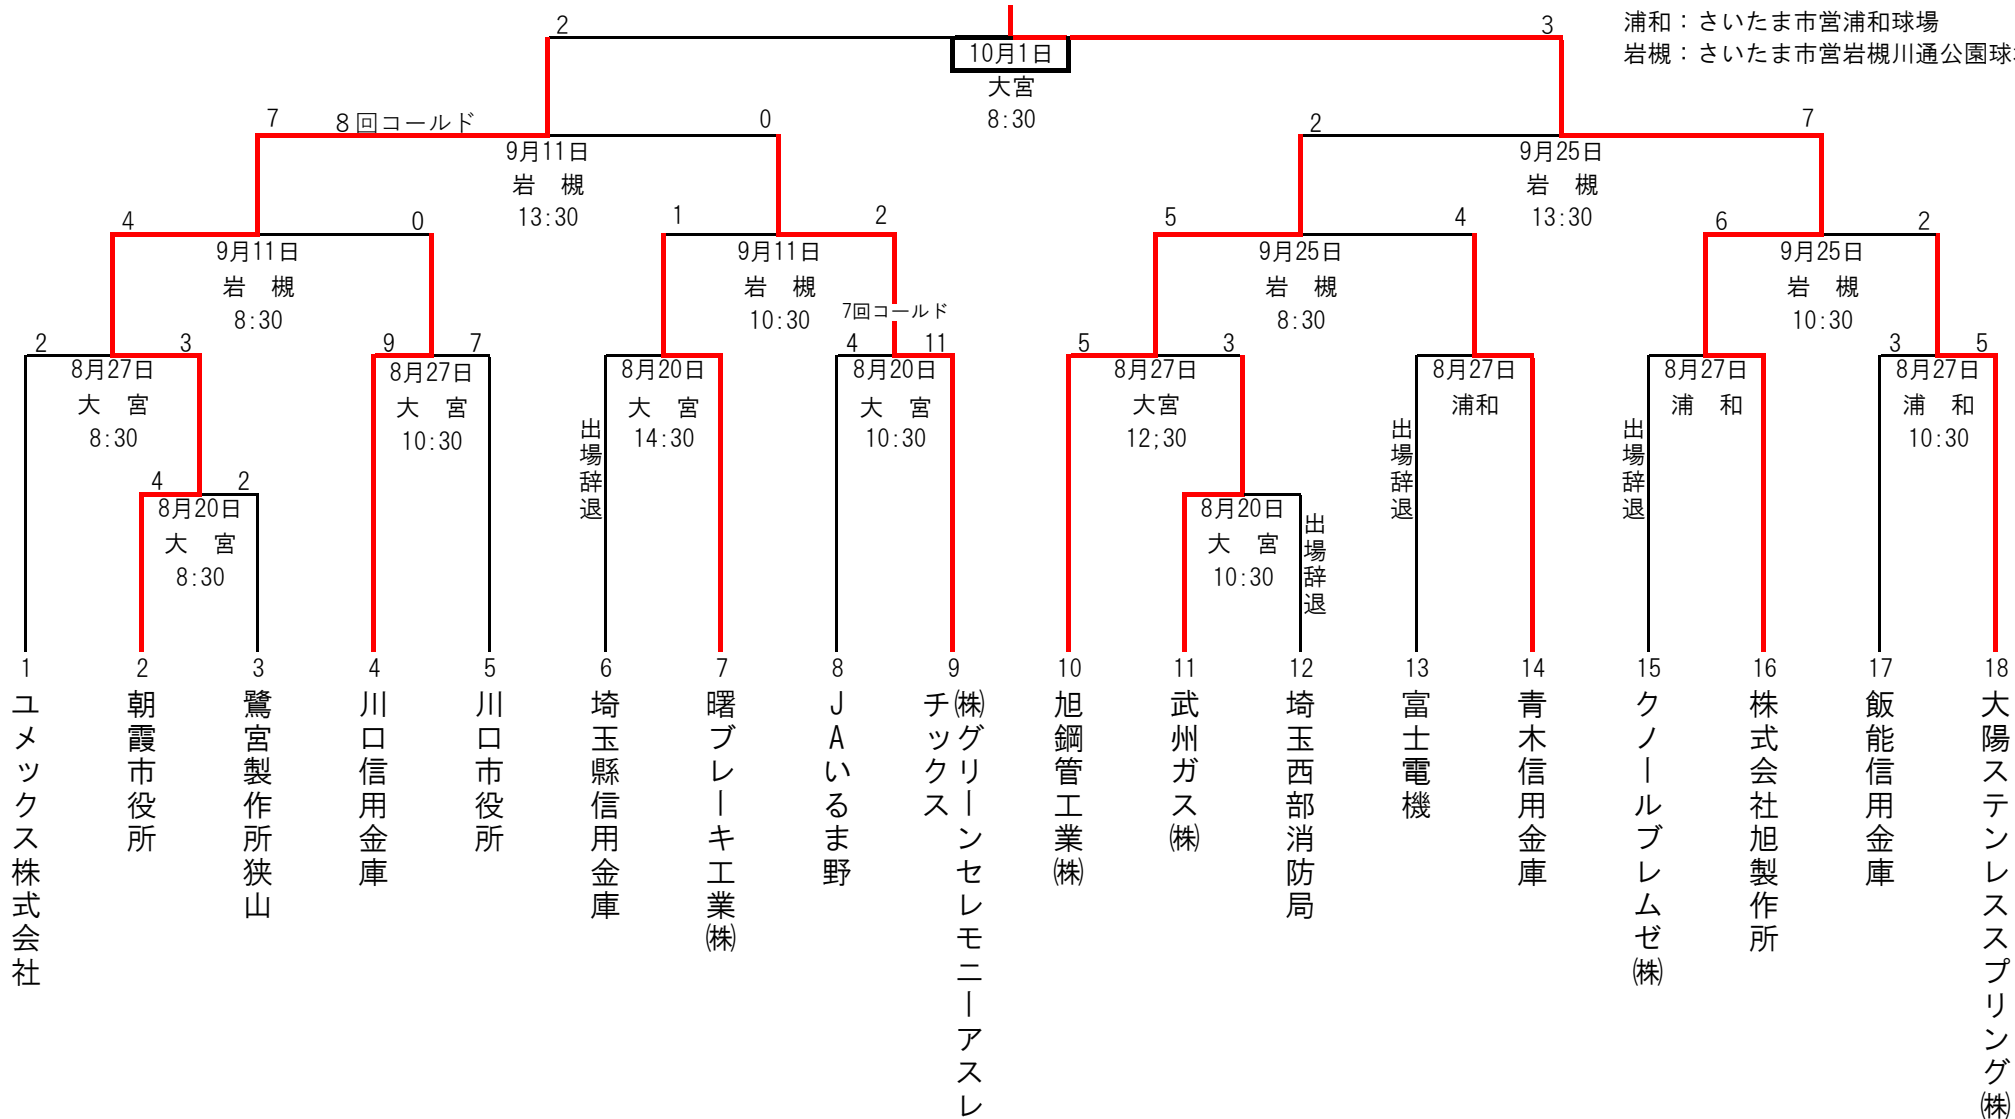 浦和：さいたま市営浦和球場
岩槻：さいたま市営岩槻川通公園球
2
3
10月1日
大宮
8:30
7
８回コールド
0
9月11日
岩　槻
13:30
2
7
9月25日
岩　槻
13:30
4
0
9月11日
岩　槻
8:30
1
2
9月11日
岩　槻
10:30
5
4
9月25日
岩　槻
8:30
6
2
9月25日
岩　槻
10:30
7回コールド
2
3
8月27日
大　宮
8:30
9
7
8月27日
大　宮
10:30
8月20日
大　宮
14:30
出場辞退
4
11
8月20日
大　宮
10:30
5
3
8月27日
大宮
12;30
8月27日
浦和
出場辞退
8月27日
浦　和
出場辞退
3
5
8月27日
浦　和
10:30
4
2
8月20日
大　宮
8:30
8月20日
大　宮
10:30
出場辞退
1
ユメックス株式会社
2
朝霞市役所
3
鷺宮製作所狭山
4
川口信用金庫
5
川口市役所
6
埼玉縣信用金庫
7
曙ブレーキ工業㈱
8
ＪＡいるま野
9
㈱グリーンセレモニーアスレ
チックス
10
旭鋼管工業㈱
11
武州ガス㈱
12
埼玉西部消防局
13
富士電機
14
青木信用金庫
15
クノールブレムゼ㈱
16
株式会社旭製作所
17
飯能信用金庫
18
大陽ステンレススプリング㈱